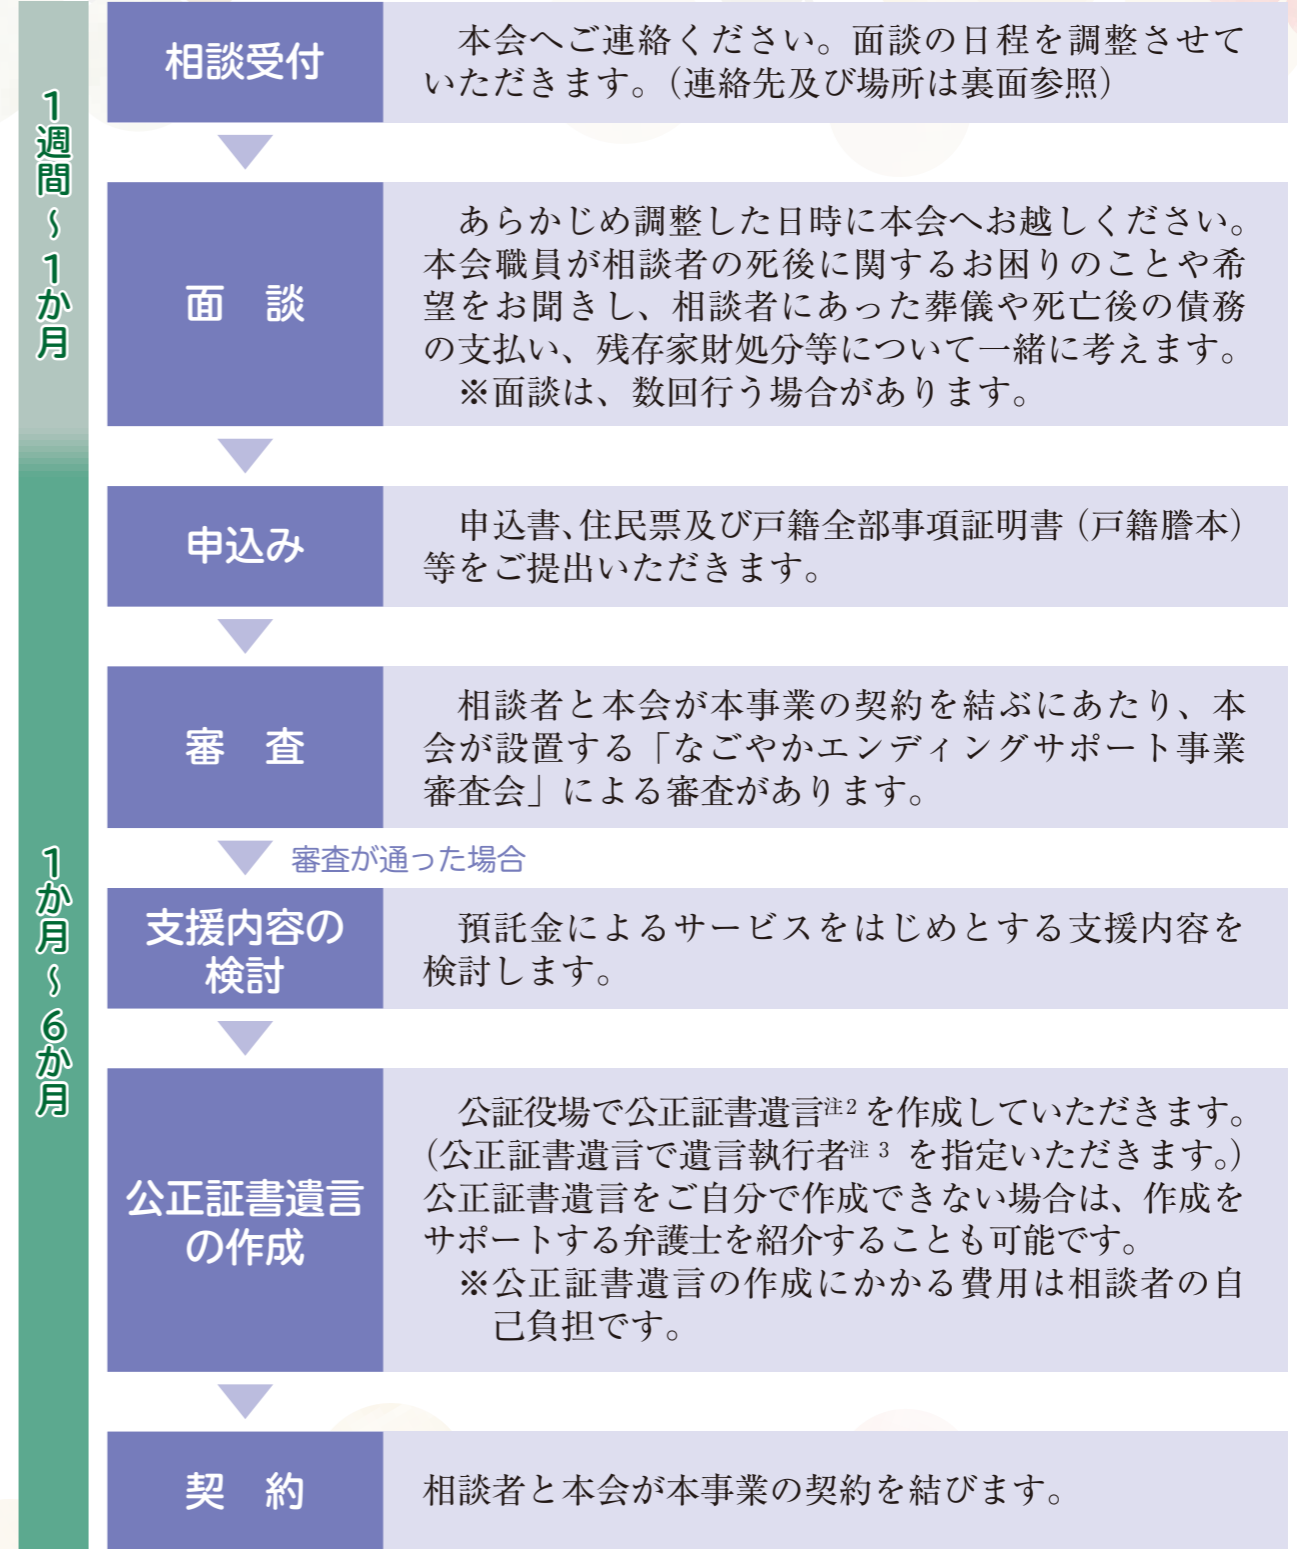 1週間〜1か月
相談受付
本会へご連絡ください。面談の日程を調整させて
いただきます。（連絡先及び場所は裏面参照）
面　談
あらかじめ調整した日時に本会へお越しください。
本会職員が相談者の死後に関するお困りのことや希
望をお聞きし、相談者にあった葬儀や死亡後の債務
の支払い、残存家財処分等について一緒に考えます。
※面談は、数回行う場合があります。
1か月〜6か月
申込み
申込書、住民票及び戸籍全部事項証明書（戸籍謄本）
等をご提出いただきます。
審　査
相談者と本会が本事業の契約を結ぶにあたり、本
会が設置する「なごやかエンディングサポート事業
審査会」による審査があります。
審査が通った場合
支援内容の
検討
預託金によるサービスをはじめとする支援内容を
検討します。
公正証書遺言
の作成
公証役場で公正証書遺言注2を作成していただきます。
（公正証書遺言で遺言執行者注3 を指定いただきます。）
公正証書遺言をご自分で作成できない場合は、作成を
サポートする弁護士を紹介することも可能です。
※公正証書遺言の作成にかかる費用は相談者の自
己負担です。
契　約
相談者と本会が本事業の契約を結びます。